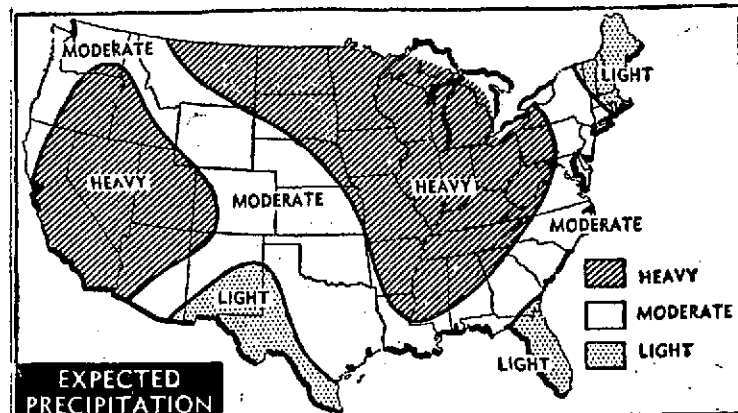 MODERATE
LIGHT
HEAVY
HEAVY
MODERATE
MODERATE
LIGHT
LIGHT
HEAVY
MODERATE
LIGHT
EXPECTED
PRECIPITATION